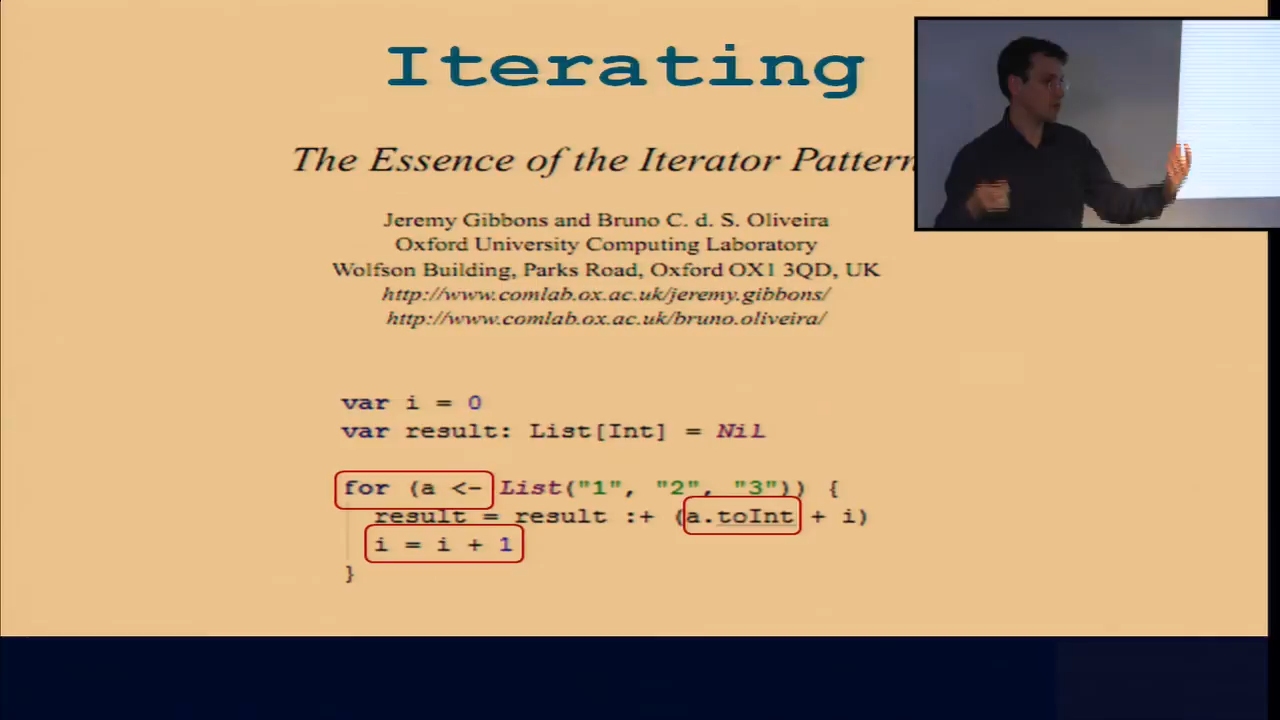 Iterating
The Essence of the Iterator Pattern
Jeremy Gibbons and Bruno C. d. S. Oliveira
Oxford University Computing Laboratory
Wolfson Building, Parks Road, Oxford OX1 3QD, UK
http://www.comlab.ox.ac.uk/jeremy.gibbons/
http://www.comlab.ox.ac.uk/bruno.oliveira/
var i = 0
var result: List[Int] = Nil
for (a <- List("1", "2", "3")) {
result = result :+ (a.toInt + i)
i = i + 1
}